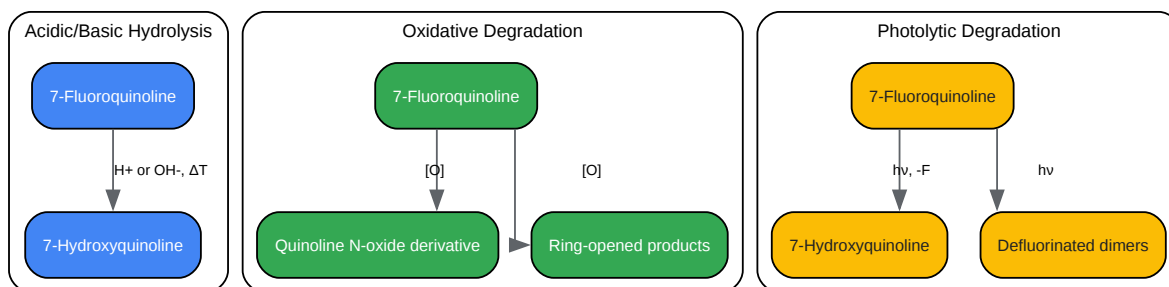 Acidic/Basic Hydrolysis
7-Fluoroquinoline
H+ or OH-, ΔT
7-Hydroxyquinoline
Oxidative Degradation
7-Fluoroquinoline
[O]
[O]
Quinoline N-oxide derivative
Ring-opened products
Photolytic Degradation
7-Fluoroquinoline
hν, -F
hν
7-Hydroxyquinoline
Defluorinated dimers